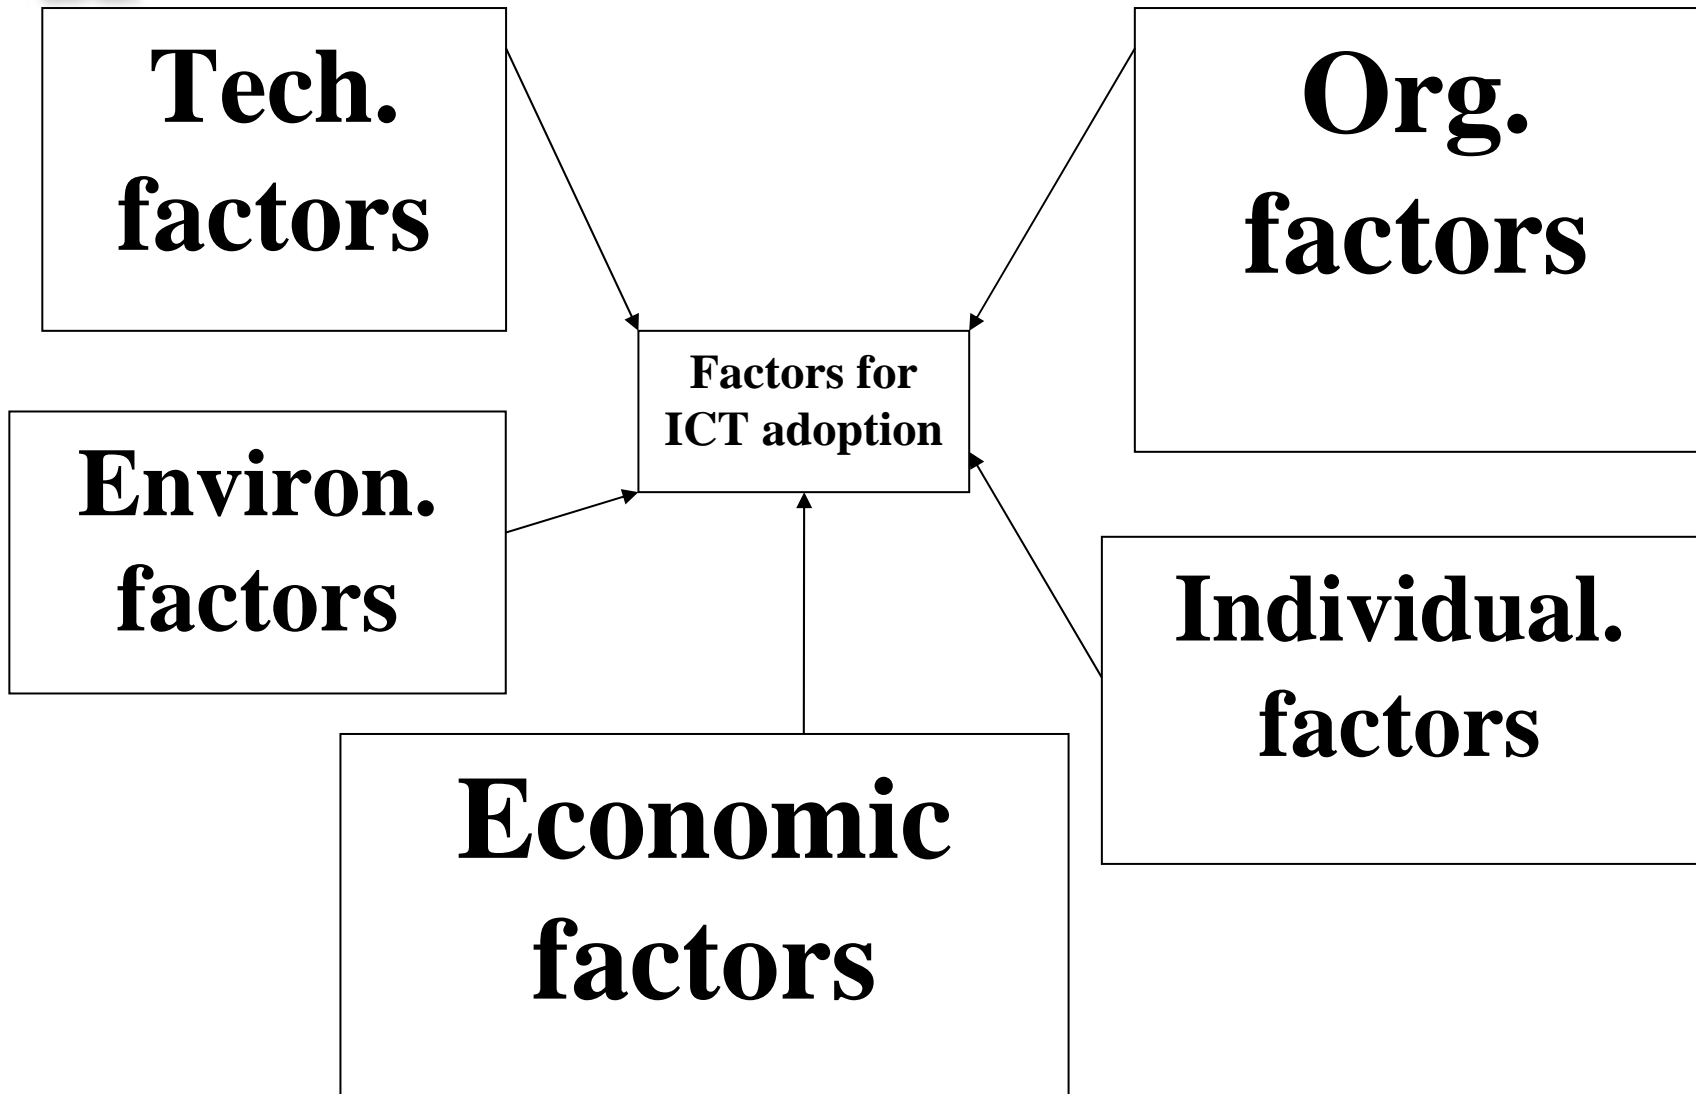 Tech.
factors
Org.
factors
Factors for
ICT adoption
Environ.
factors
Individual.
factors
Economic
factors